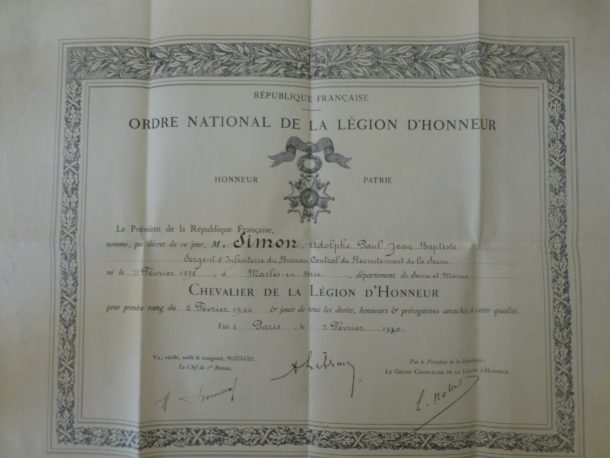 RÉPUBLIQUE FRANÇAISE
ORDRE NATIONAL DE LA LÉGION D'HONNEUR
HONNEUR PATRIE
Le Président de la République Française,
nomme, par décret de ce jour, M. Simon, Adolphe, Paul, Jean Baptiste
Sergent d'Infanterie du Bureau Central de Recrutement de la Seine
né le Février à Marles-en-Brie, département de Seine et Marne
CHEVALIER DE LA LÉGION D'HONNEUR
pour prendre rang du 2 Février & jouir de tous les droits, honneurs & prérogatives attachés à cette qualité.
Fait à Paris, le 2 Février
Vu, vérifié, scellé & enregistré, N°
Le Chef du 1er Bureau,
Par le Président de la République:
LE GRAND CHANCELIER DE LA LÉGION D'HONNEUR,